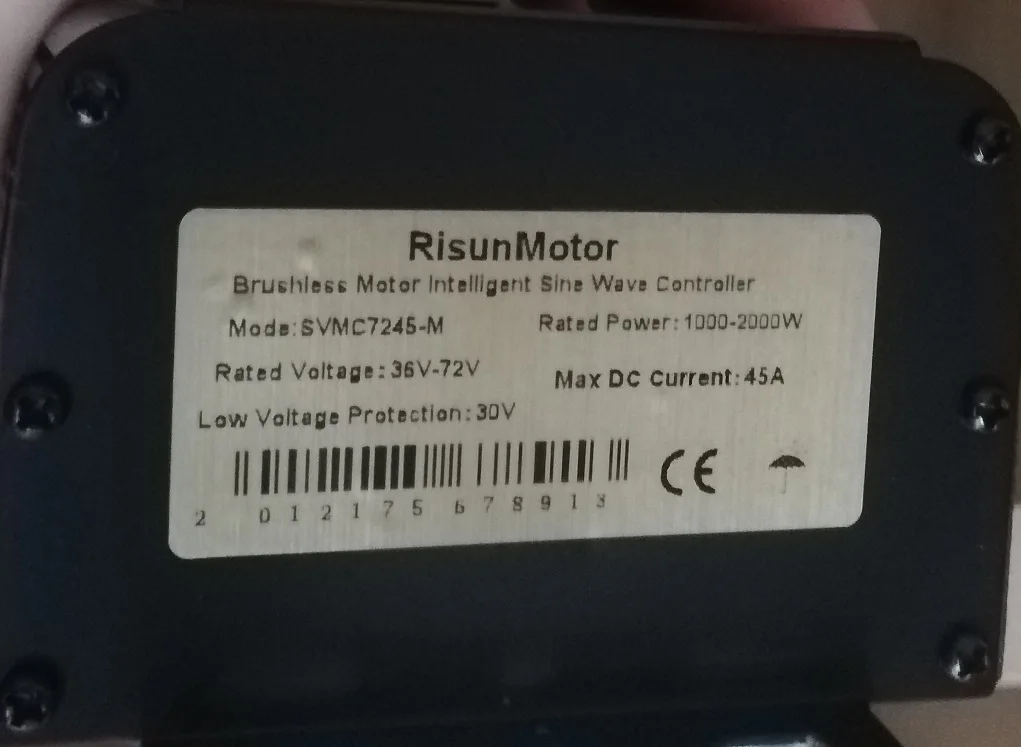 RisunMotor
Brushless Motor Intelligent Sine Wave Controller
Mode:SVMC7245-M
Rated Power:1000-2000W
Rated Voltage:36V-72V
Max DC Current:45A
Low Voltage Protection:30V
CE
2 012175 678913